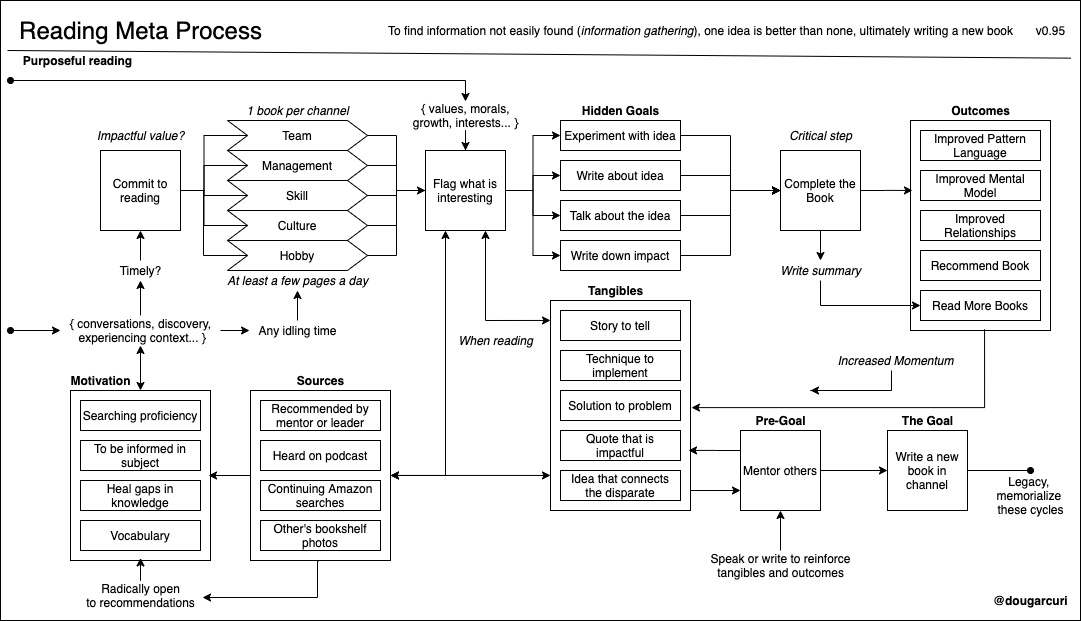 Reading Meta Process
To find information not easily found (information gathering), one idea is better than none, ultimately writing a new book
v0.95
Purposeful reading
1 book per channel
{ values, morals,
growth, interests... }
Hidden Goals
Outcomes
Impactful value?
Team
Management
Skill
Culture
Hobby
Commit to
reading
Flag what is
interesting
Experiment with idea
Write about idea
Talk about the idea
Write down impact
Critical step
Complete the
Book
Write summary
Improved Pattern
Language
Improved Mental
Model
Improved
Relationships
Recommend Book
Read More Books
Timely?
At least a few pages a day
{ conversations, discovery,
experiencing context... }
Any idling time
When reading
Tangibles
Story to tell
Technique to
implement
Solution to problem
Quote that is
impactful
Idea that connects
the disparate
Increased Momentum
Motivation
Searching proficiency
To be informed in
subject
Heal gaps in
knowledge
Vocabulary
Sources
Recommended by
mentor or leader
Heard on podcast
Continuing Amazon
searches
Other's bookshelf
photos
Pre-Goal
Mentor others
The Goal
Write a new
book in
channel
Legacy,
memorialize
these cycles
Speak or write to reinforce
tangibles and outcomes
Radically open
to recommendations
@dougarcuri